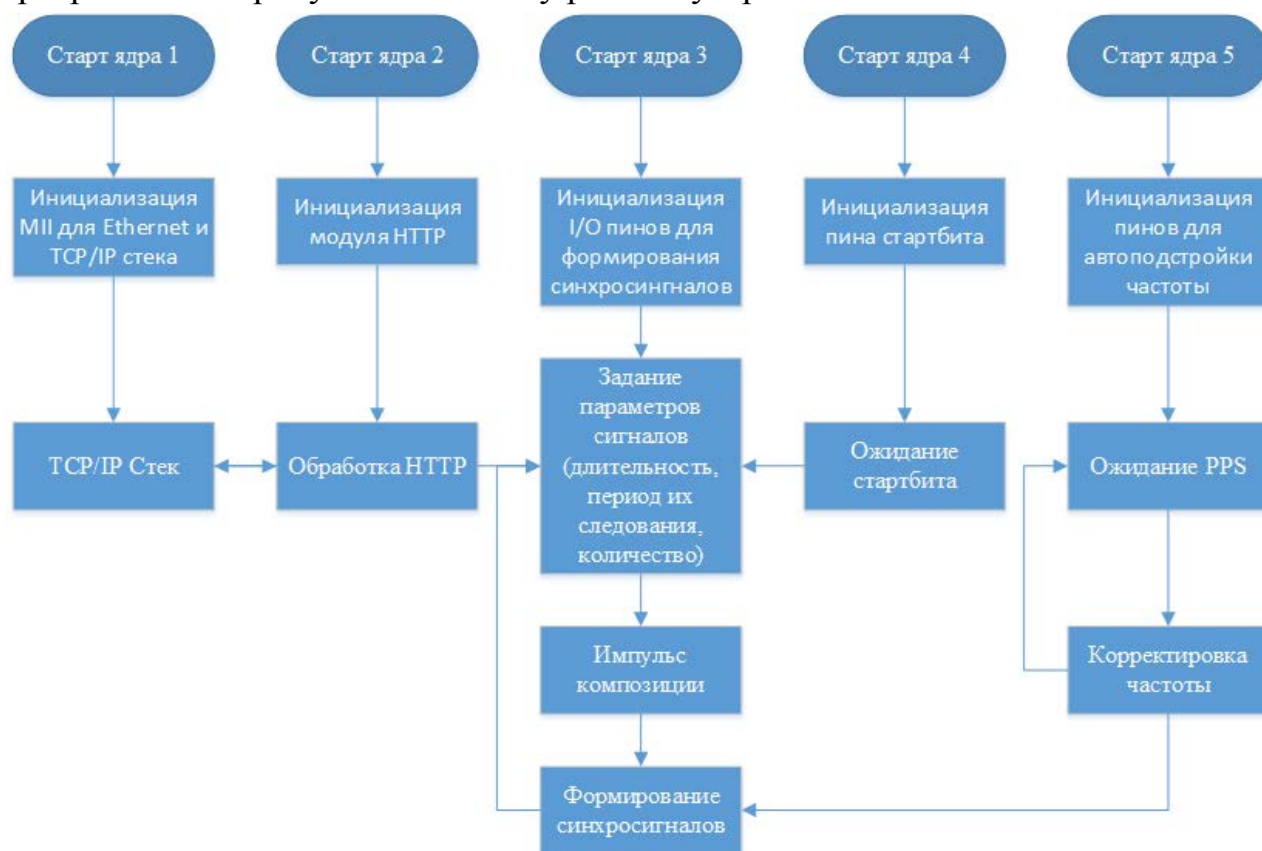 Старт ядра 1
Старт ядра 2
Старт ядра 3
Старт ядра 4
Старт ядра 5
Инициализация
MII для Ethernet и
TCP/IP стека
Инициализация
модуля HTTP
Инициализация
I/O пинов для
формирования
синхросингналов
Инициализация
пина стартбита
Инициализация
пинов для
автоподстройки
частоты
TCP/IP Стек
Обработка HTTP
Задание
параметров
сигналов
(длительность,
период их
следования,
количество)
Ожидание
стартбита
Ожидание PPS
Импульс
композиции
Корректировка
частоты
Формирование
синхросигналов